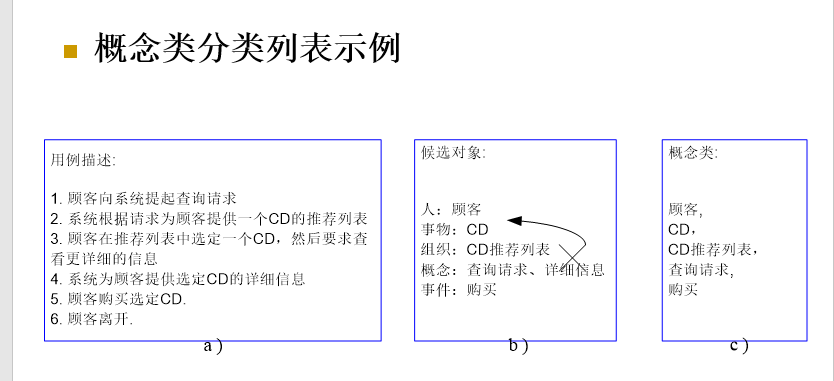 概念类分类列表示例
用例描述:
1. 顾客向系统提起查询请求
2. 系统根据请求为顾客提供一个CD的推荐列表
3. 顾客在推荐列表中选定一个CD，然后要求查
看更详细的信息
4. 系统为顾客提供选定CD的详细信息
5. 顾客购买选定CD.
6. 顾客离开.
a )
候选对象:
人：顾客
事物：CD
组织：CD推荐列表
概念：查询请求、详细信息
事件：购买
b )
概念类:
顾客,
CD，
CD推荐列表，
查询请求,
购买
c )